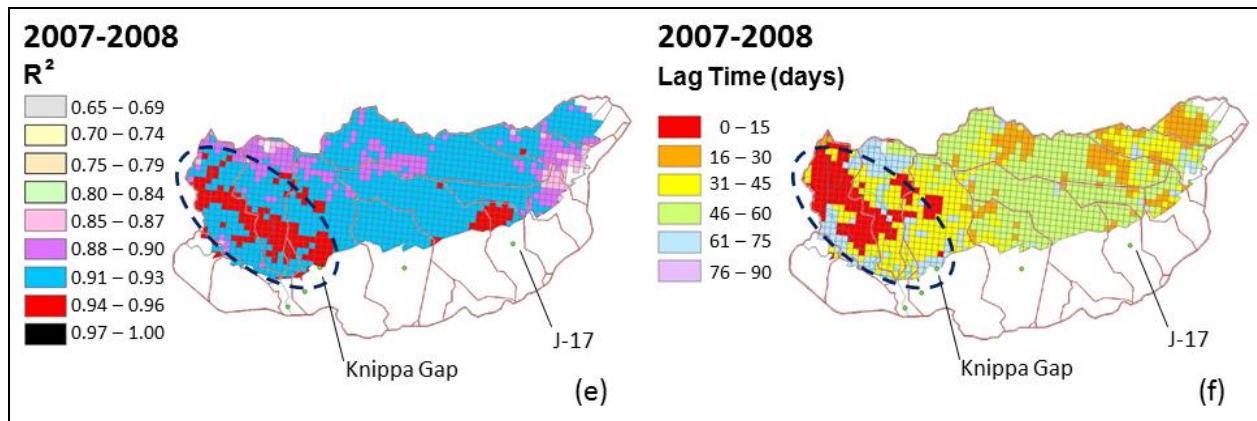 2007-2008
R²
0.65 – 0.69
0.70 – 0.74
0.75 – 0.79
0.80 – 0.84
0.85 – 0.87
0.88 – 0.90
0.91 – 0.93
0.94 – 0.96
0.97 – 1.00
J-17
Knippa Gap
(e)
2007-2008
Lag Time (days)
0 – 15
16 – 30
31 – 45
46 – 60
61 – 75
76 – 90
J-17
Knippa Gap
(f)